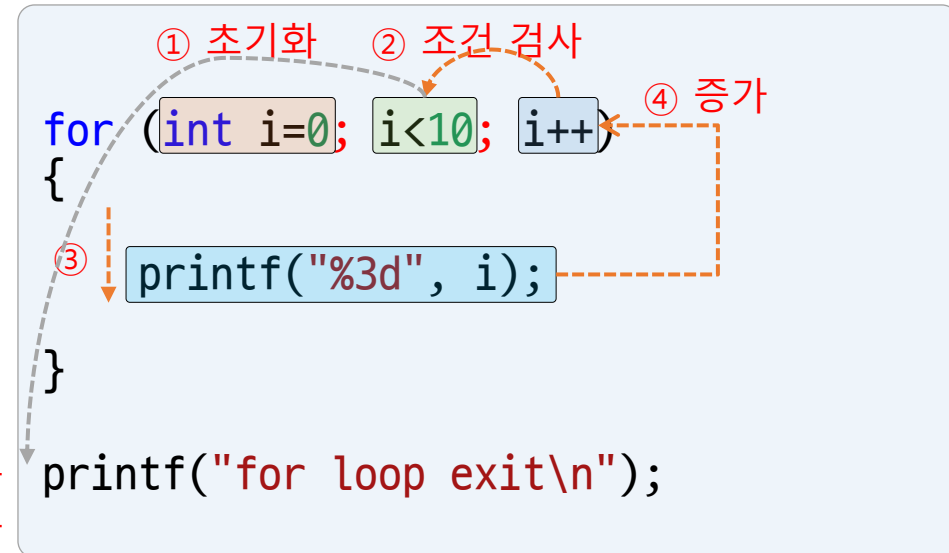 ① 초기화 ② 조건 검사
④ 증가
for (int i=0; i<10; i++)
{
③
printf("%3d", i);
}
printf("for loop exit\n");